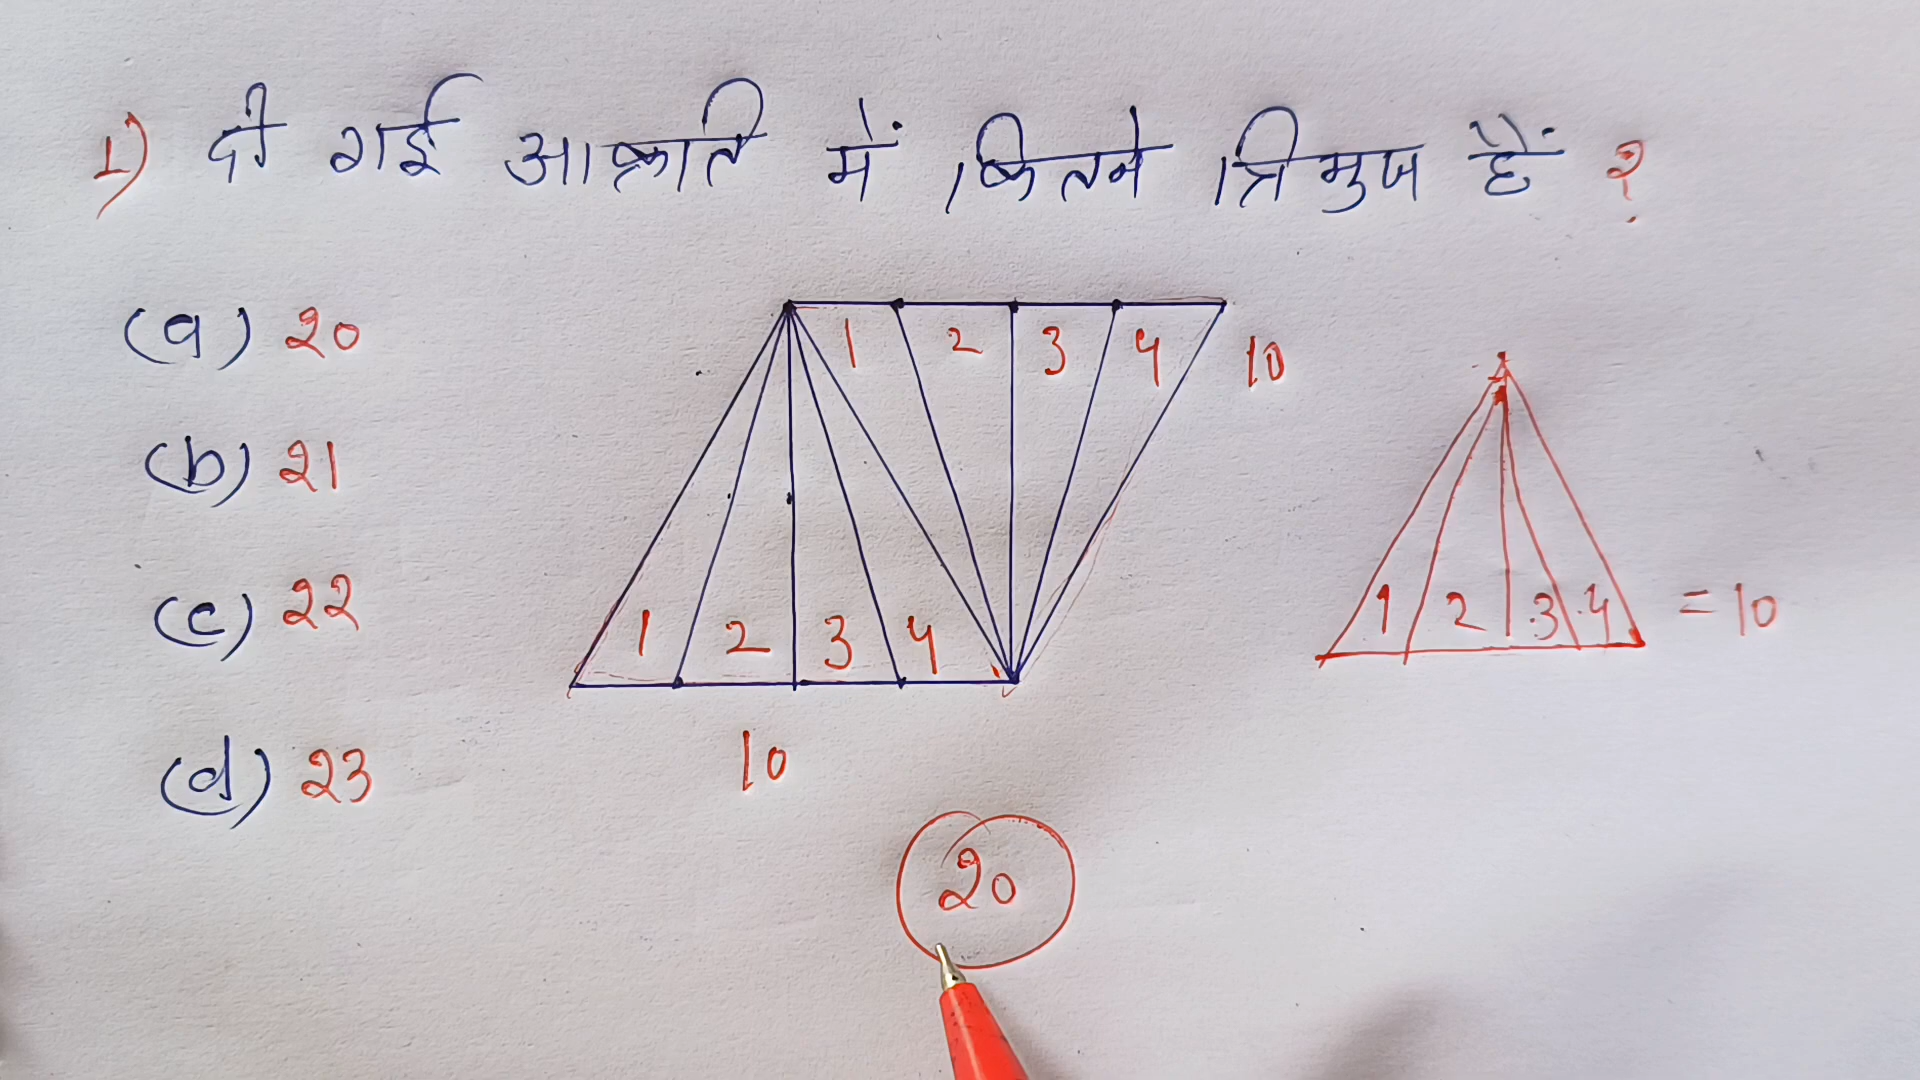 1) दी गई आकृति में कितने त्रिभुज हैं ?
(a) 20
(b) 21
(c) 22
(d) 23
1 2 3 4 10
1 2 3 4
10
1 2 3 4 = 10
20